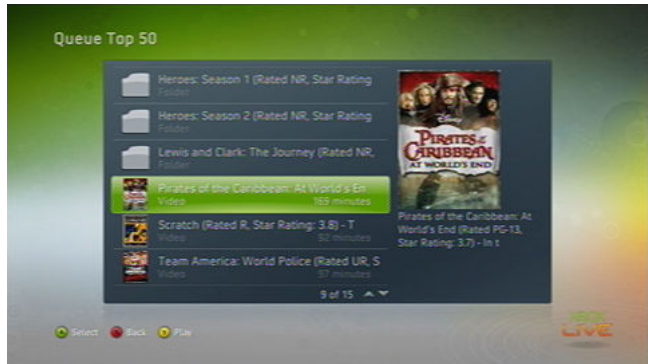 Queue Top 50
Heroes: Season 1 (Rated NR, Star Rating
Folder
Heroes: Season 2 (Rated NR, Star Rating
Folder
Lewis and Clark: The Journey (Rated NR,
Folder
Pirates of the Caribbean: At World's En
Video 169 minutes
Scratch (Rated R, Star Rating: 3.8) - T
Video 92 minutes
Team America: World Police (Rated UR, S
Video 97 minutes
9 of 15
Disney
PIRATES of the
CARIBBEAN
AT WORLD'S END
Pirates of the Caribbean: At
World's End (Rated PG-13,
Star Rating: 3.7) - In t
A Select B Back Y Play
XBOX
LIVE